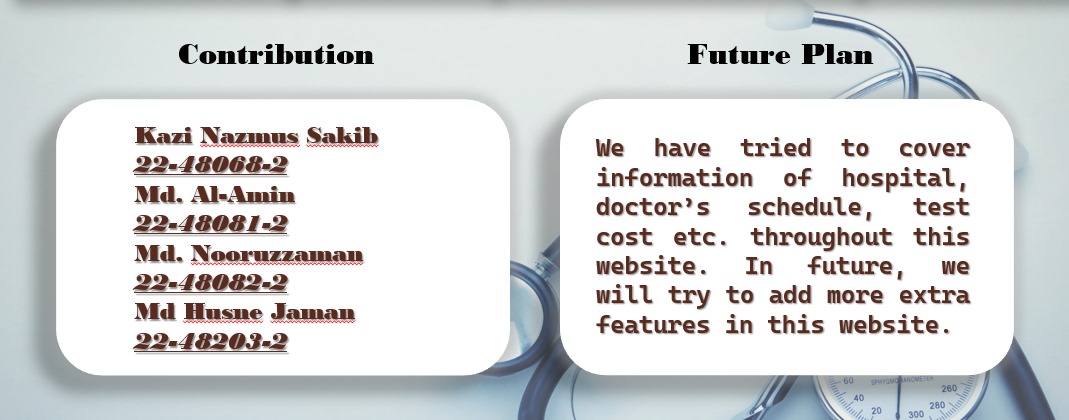 Contribution
Kazi Nazmus Sakib
22-48068-2
Md. Al-Amin
22-48081-2
Md. Nooruzzaman
22-48082-2
Md Husne Jaman
22-48203-2
Future Plan
We have tried to cover
information of hospital,
doctor's schedule, test
cost etc. throughout this
website. In future, we
will try to add more extra
features in this website.
60
40
20
SPHYGMOMANOMETER
260
280
300